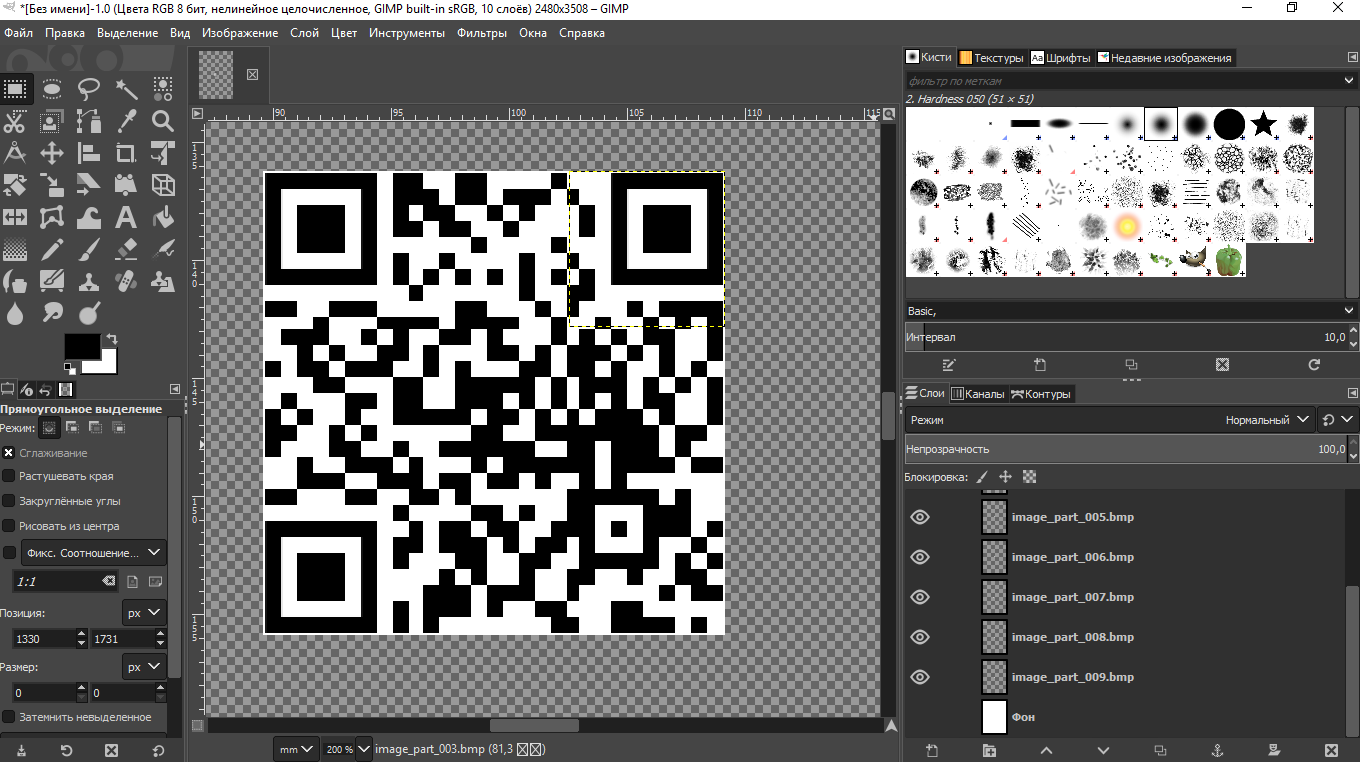 *[Без имени]-1.0 (Цвета RGB 8 бит, нелинейное целочисленное, GIMP built-in sRGB, 10 слоёв) 2480x3508 – GIMP
Файл Правка Выделение Вид Изображение Слой Цвет Инструменты Фильтры Окна Справка
Кисти Текстуры Шрифты Недавние изображения
фильтр по меткам
2. Hardness 050 (51 × 51)
90 95 100 105 110 115
135
140
145
150
155
Basic,
Интервал 10,0
Слои Каналы Контуры
Режим Нормальный
Непрозрачность 100,0
Блокировка:
image_part_005.bmp
image_part_006.bmp
image_part_007.bmp
image_part_008.bmp
image_part_009.bmp
Фон
Прямоугольное выделение
Режим:
Сглаживание
Растушевать края
Закруглённые углы
Рисовать из центра
Фикс. Соотношение...
1:1
Позиция: px
1330 1731
Размер: px
0 0
Затемнить невыделенное
mm 200 % image_part_003.bmp (81,3 )